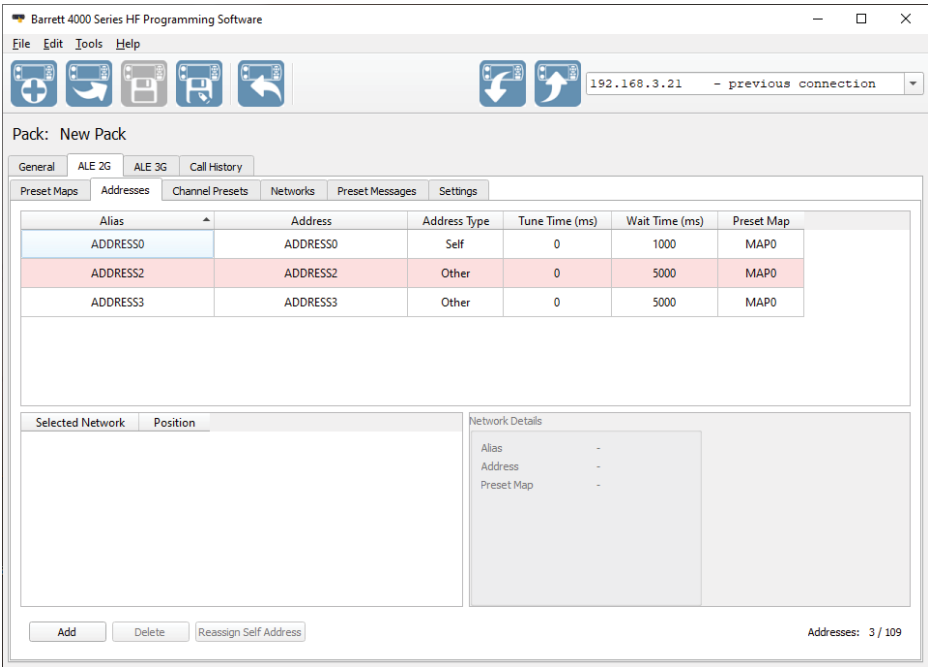 Barrett 4000 Series HF Programming Software
File Edit Tools Help
192.168.3.21 - previous connection
Pack: New Pack
General ALE 2G ALE 3G Call History
Preset Maps Addresses Channel Presets Networks Preset Messages Settings
Alias Address Address Type Tune Time (ms) Wait Time (ms) Preset Map
ADDRESS0 ADDRESS0 Self 0 1000 MAP0
ADDRESS2 ADDRESS2 Other 0 5000 MAP0
ADDRESS3 ADDRESS3 Other 0 5000 MAP0
Selected Network Position
Network Details
Alias -
Address -
Preset Map -
Add Delete Reassign Self Address Addresses: 3 / 109